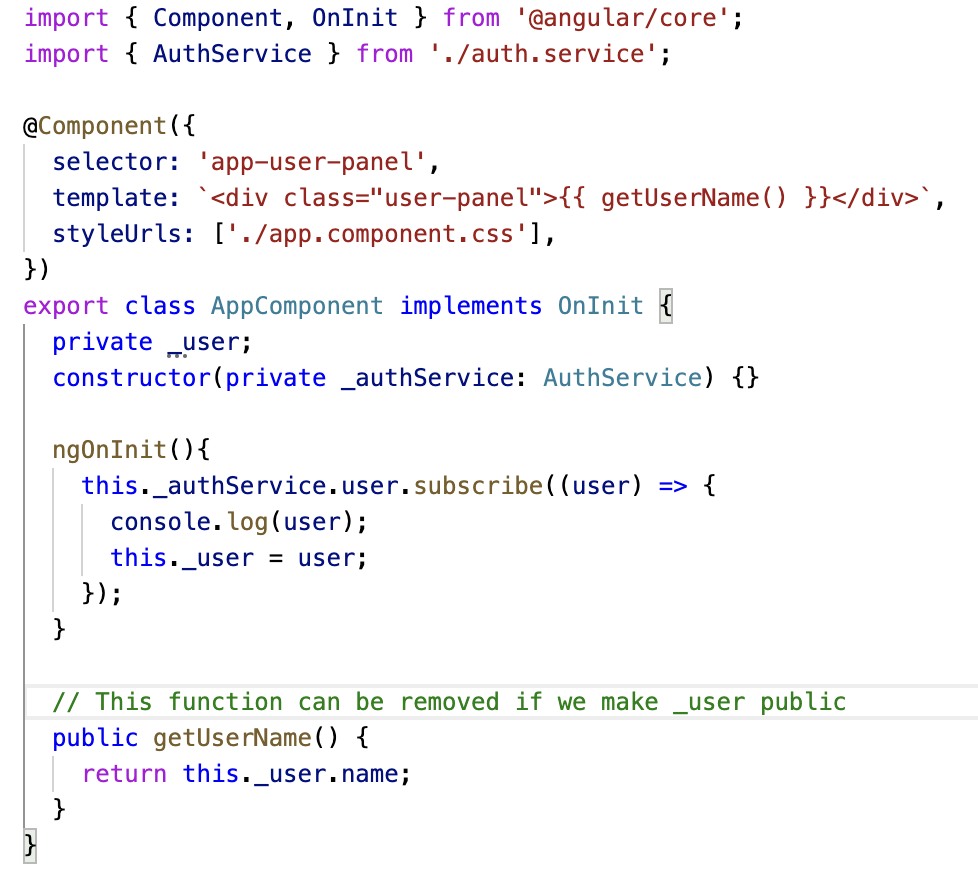 import { Component, OnInit } from '@angular/core';
import { AuthService } from './auth.service';

@Component({
  selector: 'app-user-panel',
  template: `<div class="user-panel">{{ getUserName() }}</div>`,
  styleUrls: ['./app.component.css'],
})
export class AppComponent implements OnInit {
  private _user;
  constructor(private _authService: AuthService) {}

  ngOnInit(){
    this._authService.user.subscribe((user) => {
      console.log(user);
      this._user = user;
    });
  }

  // This function can be removed if we make _user public
  public getUserName() {
    return this._user.name;
  }
}